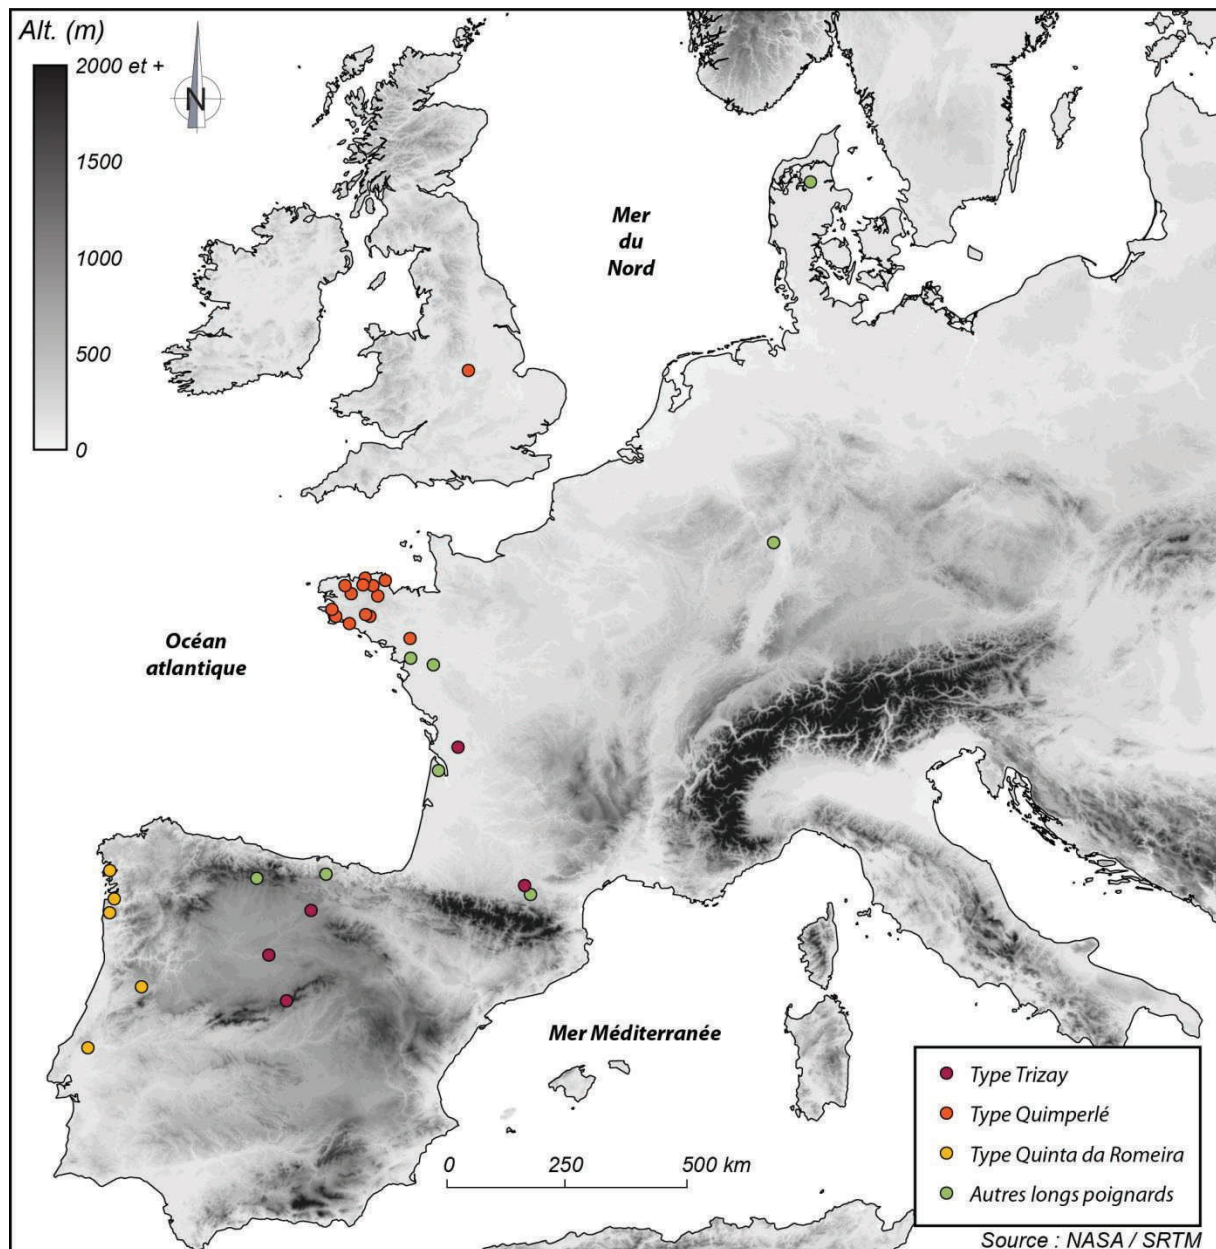 Alt. (m)
2000 et +
N
1500
1000
500
0
Mer
du
Nord
Océan
atlantique
Mer Méditerranée
0 250 500 km
Type Trizay
Type Quimperlé
Type Quinta da Romeira
Autres longs poignards
Source : NASA / SRTM